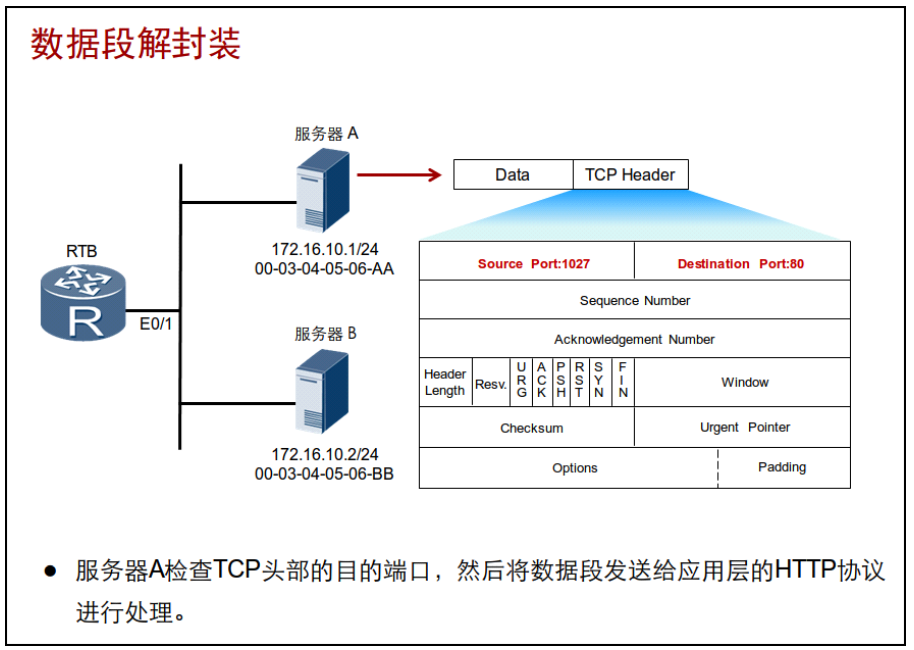 数据段解封装
服务器 A
Data
TCP Header
172.16.10.1/24
00-03-04-05-06-AA
RTB
R
E0/1
服务器 B
172.16.10.2/24
00-03-04-05-06-BB
Source Port:1027
Destination Port:80
Sequence Number
Acknowledgement Number
Header
Length
Resv.
URG
ACK
PSH
RST
SYN
FIN
Window
Checksum
Urgent Pointer
Options
Padding
● 服务器A检查TCP头部的目的端口，然后将数据段发送给应用层的HTTP协议
进行处理。